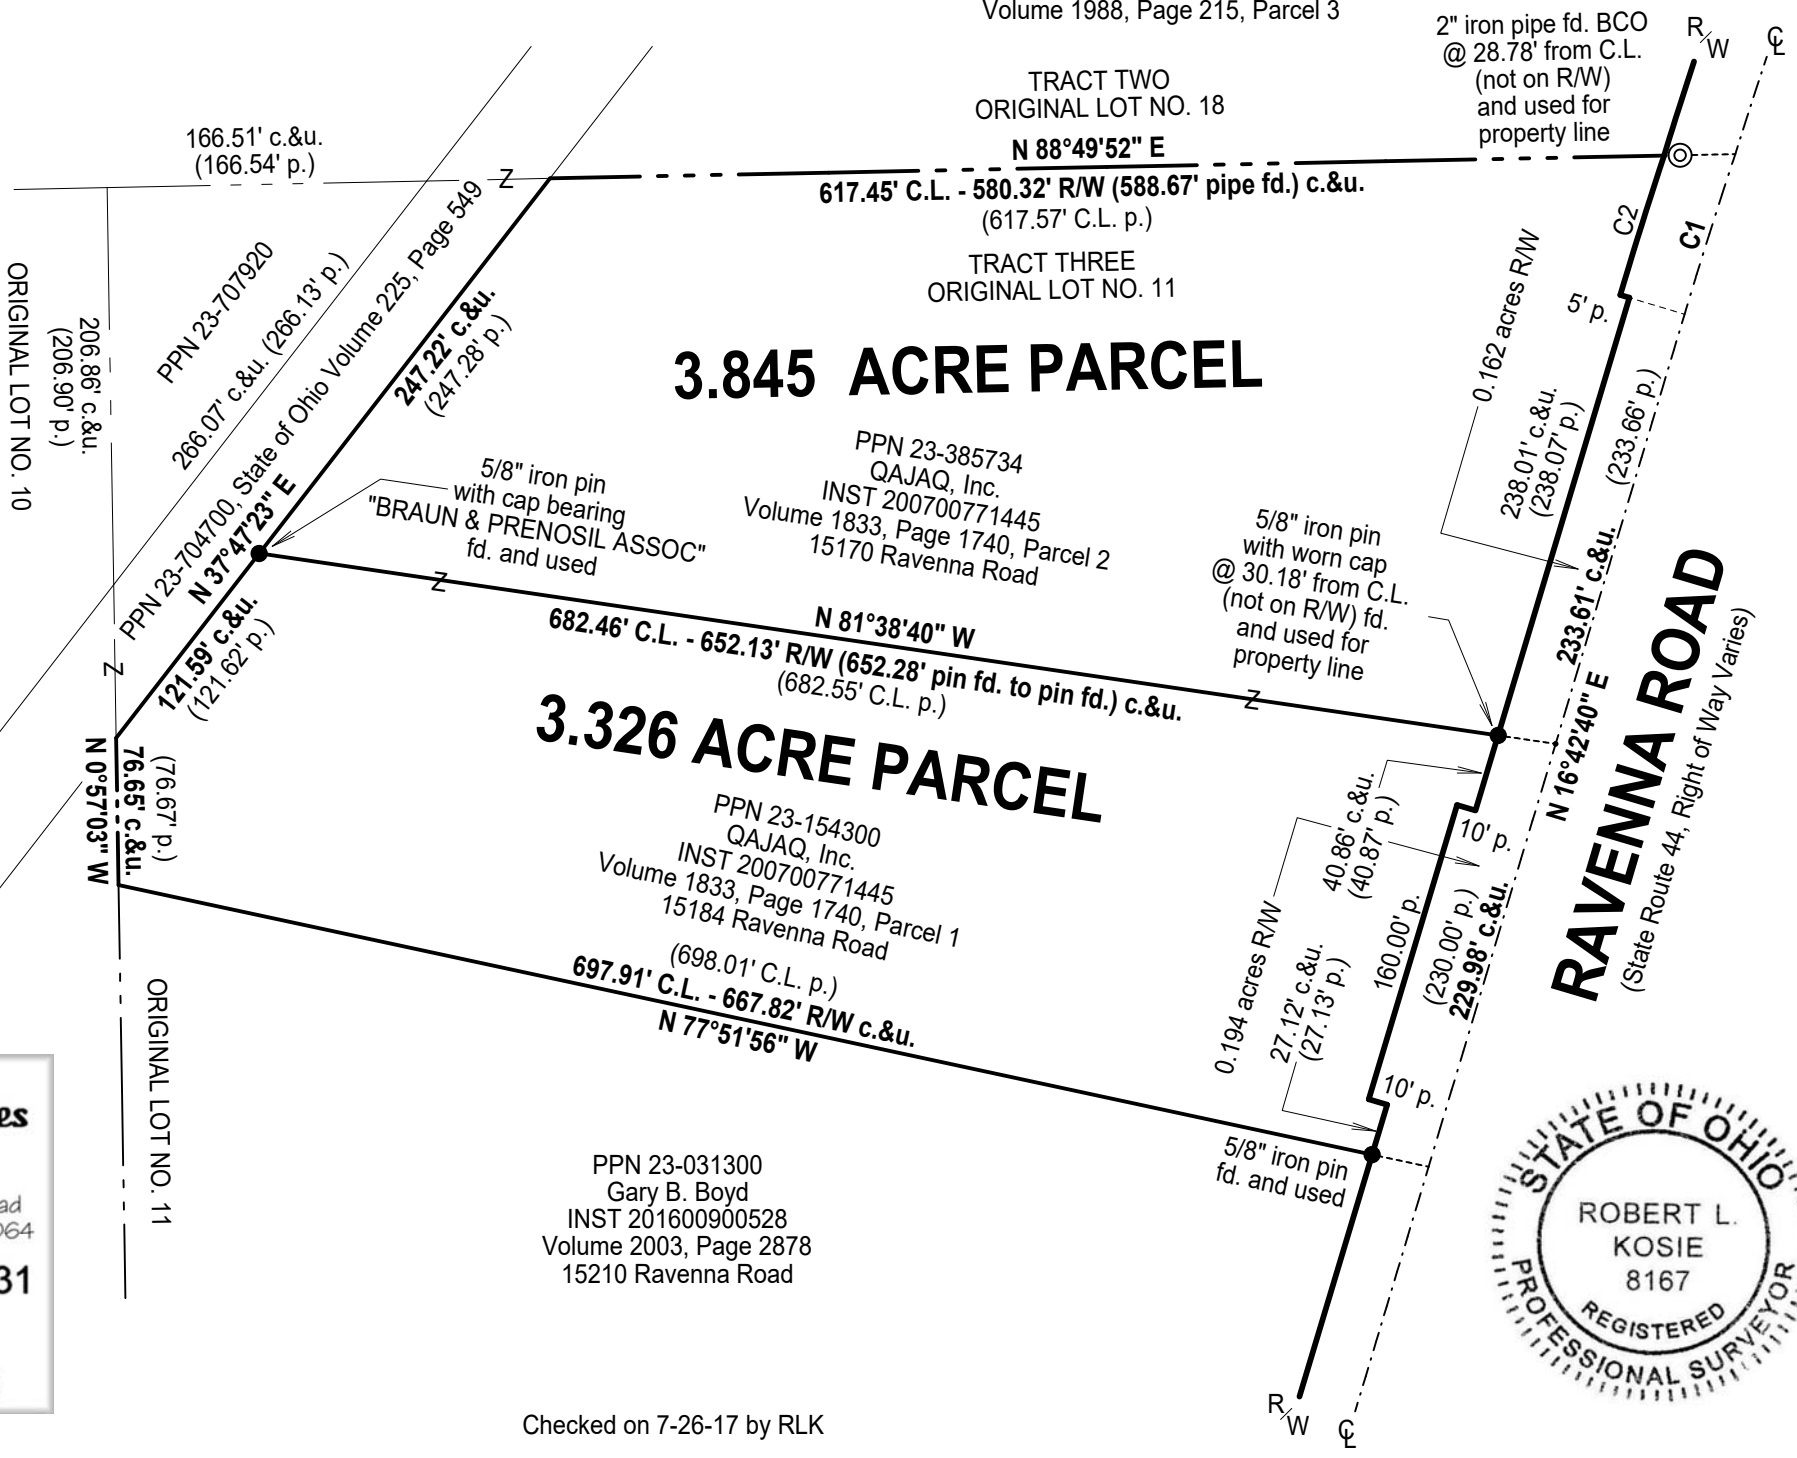 Volume 1988, Page 215, Parcel 3
2" iron pipe fd. BCO
@ 28.78' from C.L.
(not on R/W)
and used for
property line
R/W
CL
TRACT TWO
ORIGINAL LOT NO. 18
166.51' c.&u.
(166.54' p.)
Z
N 88°49'52" E
617.45' C.L. - 580.32' R/W (588.67' pipe fd.) c.&u.
(617.57' C.L. p.)
TRACT THREE
ORIGINAL LOT NO. 11
C2
C1
5' p.
0.162 acres R/W
ORIGINAL LOT NO. 10
206.86' c.&u.
(206.90' p.)
PPN 23-707920
266.07' c.&u. (266.13' p.)
PPN 23-704700, State of Ohio Volume 225, Page 549
247.22' c.&u.
(247.28' p.)
N 37°47'23" E
3.845 ACRE PARCEL
PPN 23-385734
QAJAQ, Inc.
INST 200700771445
Volume 1833, Page 1740, Parcel 2
15170 Ravenna Road
5/8" iron pin
with cap bearing
"BRAUN & PRENOSIL ASSOC"
fd. and used
5/8" iron pin
with worn cap
@ 30.18' from C.L.
(not on R/W) fd.
and used for
property line
238.01' c.&u.
(238.07' p.)
(233.66' p.)
233.61' c.&u.
N 16°42'40" E
RAVENNA ROAD
(State Route 44, Right of Way Varies)
Z
N 81°38'40" W
682.46' C.L. - 652.13' R/W (652.28' pin fd. to pin fd.) c.&u.
(682.55' C.L. p.)
Z
121.59' c.&u.
(121.62' p.)
Z
N 0°57'03" W
76.65' c.&u.
(76.67' p.)
3.326 ACRE PARCEL
PPN 23-154300
QAJAQ, Inc.
INST 200700771445
Volume 1833, Page 1740, Parcel 1
15184 Ravenna Road
40.86' c.&u.
(40.87' p.)
10' p.
160.00' p.
(230.00' p.)
229.98' c.&u.
0.194 acres R/W
27.12' c.&u.
(27.13' p.)
10' p.
(698.01' C.L. p.)
697.91' C.L. - 667.82' R/W c.&u.
N 77°51'56" W
5/8" iron pin
fd. and used
ORIGINAL LOT NO. 11
es
ad
064
31
PPN 23-031300
Gary B. Boyd
INST 201600900528
Volume 2003, Page 2878
15210 Ravenna Road
STATE OF OHIO
ROBERT L.
KOSIE
8167
REGISTERED
PROFESSIONAL SURVEYOR
R/W
CL
Checked on 7-26-17 by RLK